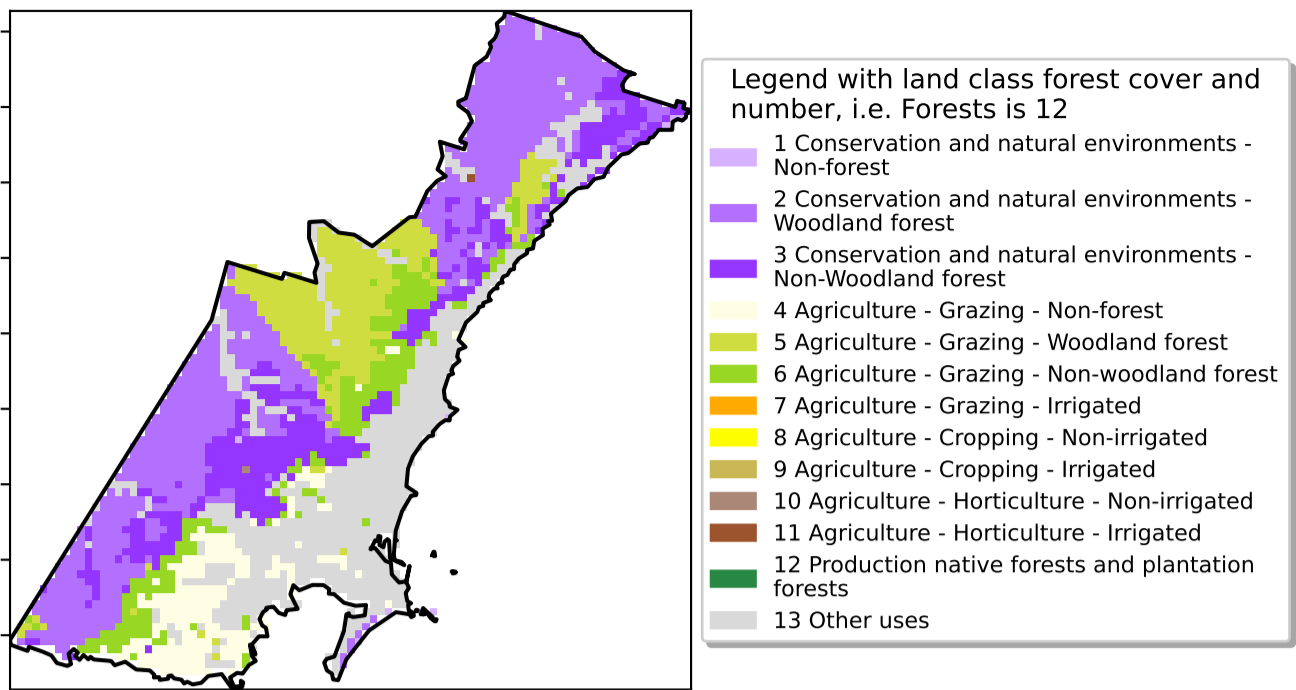 Legend with land class forest cover and
number, i.e. Forests is 12
1 Conservation and natural environments -
Non-forest
2 Conservation and natural environments -
Woodland forest
3 Conservation and natural environments -
Non-Woodland forest
4 Agriculture - Grazing - Non-forest
5 Agriculture - Grazing - Woodland forest
6 Agriculture - Grazing - Non-woodland forest
7 Agriculture - Grazing - Irrigated
8 Agriculture - Cropping - Non-irrigated
9 Agriculture - Cropping - Irrigated
10 Agriculture - Horticulture - Non-irrigated
11 Agriculture - Horticulture - Irrigated
12 Production native forests and plantation
forests
13 Other uses